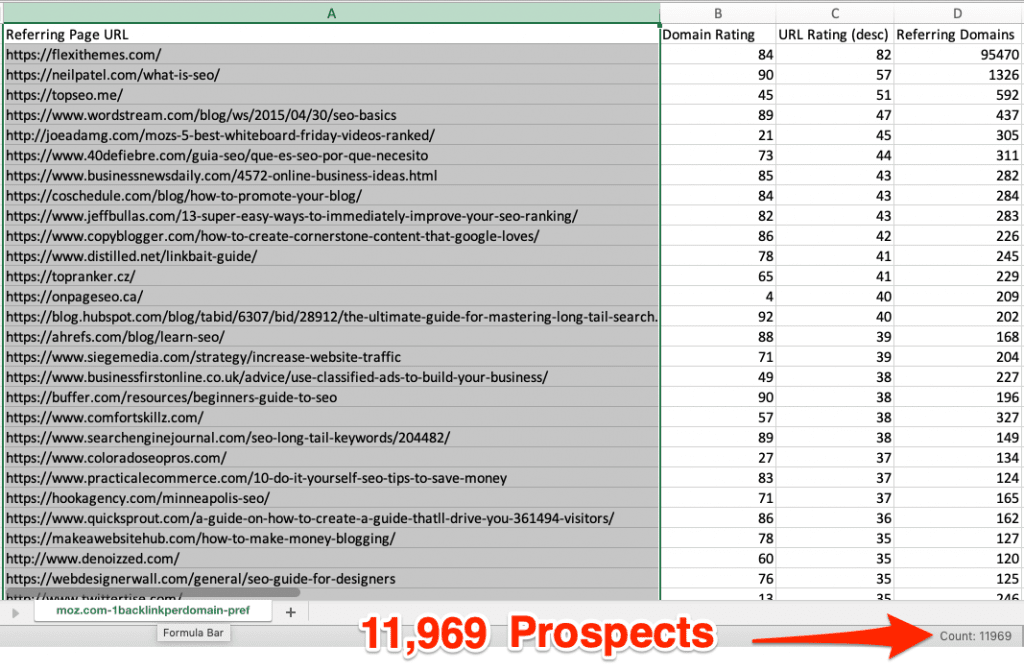 A B C D
Referring Page URL Domain Rating URL Rating (desc) Referring Domains
https://flexithemes.com/ 84 82 95470
https://neilpatel.com/what-is-seo/ 90 57 1326
https://topseo.me/ 45 51 592
https://www.wordstream.com/blog/ws/2015/04/30/seo-basics 89 47 437
http://joeadamg.com/mozs-5-best-whiteboard-friday-videos-ranked/ 21 45 305
https://www.40defiebre.com/guia-seo/que-es-seo-por-que-necesito 73 44 311
https://www.businessnewsdaily.com/4572-online-business-ideas.html 85 43 282
https://coschedule.com/blog/how-to-promote-your-blog/ 84 43 284
https://www.jeffbullas.com/13-super-easy-ways-to-immediately-improve-your-seo-ranking/ 82 43 283
https://www.copyblogger.com/how-to-create-cornerstone-content-that-google-loves/ 86 42 226
https://www.distilled.net/linkbait-guide/ 78 41 245
https://topranker.cz/ 65 41 229
https://onpageseo.ca/ 4 40 209
https://blog.hubspot.com/blog/tabid/6307/bid/28912/the-ultimate-guide-for-mastering-long-tail-search. 92 40 202
https://ahrefs.com/blog/learn-seo/ 88 39 168
https://www.siegemedia.com/strategy/increase-website-traffic 71 39 204
https://www.businessfirstonline.co.uk/advice/use-classified-ads-to-build-your-business/ 49 38 227
https://buffer.com/resources/beginners-guide-to-seo 90 38 196
https://www.comfortskillz.com/ 57 38 327
https://www.searchenginejournal.com/seo-long-tail-keywords/204482/ 89 38 149
https://www.coloradoseopros.com/ 27 37 134
https://www.practicalecommerce.com/10-do-it-yourself-seo-tips-to-save-money 83 37 124
https://hookagency.com/minneapolis-seo/ 71 37 165
https://www.quicksprout.com/a-guide-on-how-to-create-a-guide-thatll-drive-you-361494-visitors/ 86 36 162
https://makeawebsitehub.com/how-to-make-money-blogging/ 78 35 127
http://www.denoizzed.com/ 60 35 120
https://webdesignerwall.com/general/seo-guide-for-designers 76 35 125
http://www.twittertise.com/ 13 35 246
moz.com-1backlinkperdomain-pref +
Formula Bar
11,969 Prospects
Count: 11969